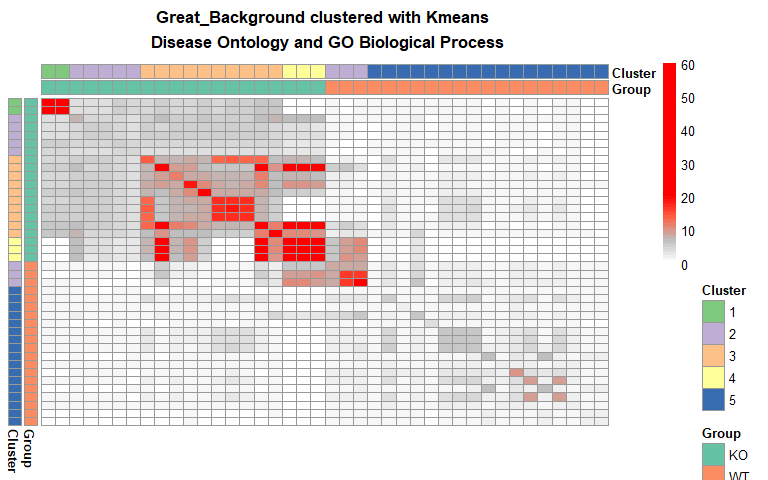 Great_Background clustered with Kmeans
Disease Ontology and GO Biological Process
Cluster
Group
60
50
40
30
20
10
0
Cluster
1
2
3
4
5
Group
KO
WT
Cluster
Group